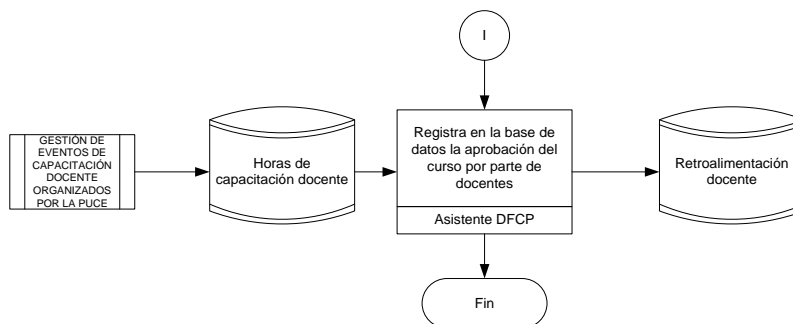 I
GESTIÓN DE
EVENTOS DE
CAPACITACIÓN
DOCENTE
ORGANIZADOS
POR LA PUCE
Horas de
capacitación docente
Registra en la base de
datos la aprobación del
curso por parte de
docentes
Asistente DFCP
Retroalimentación
docente
Fin